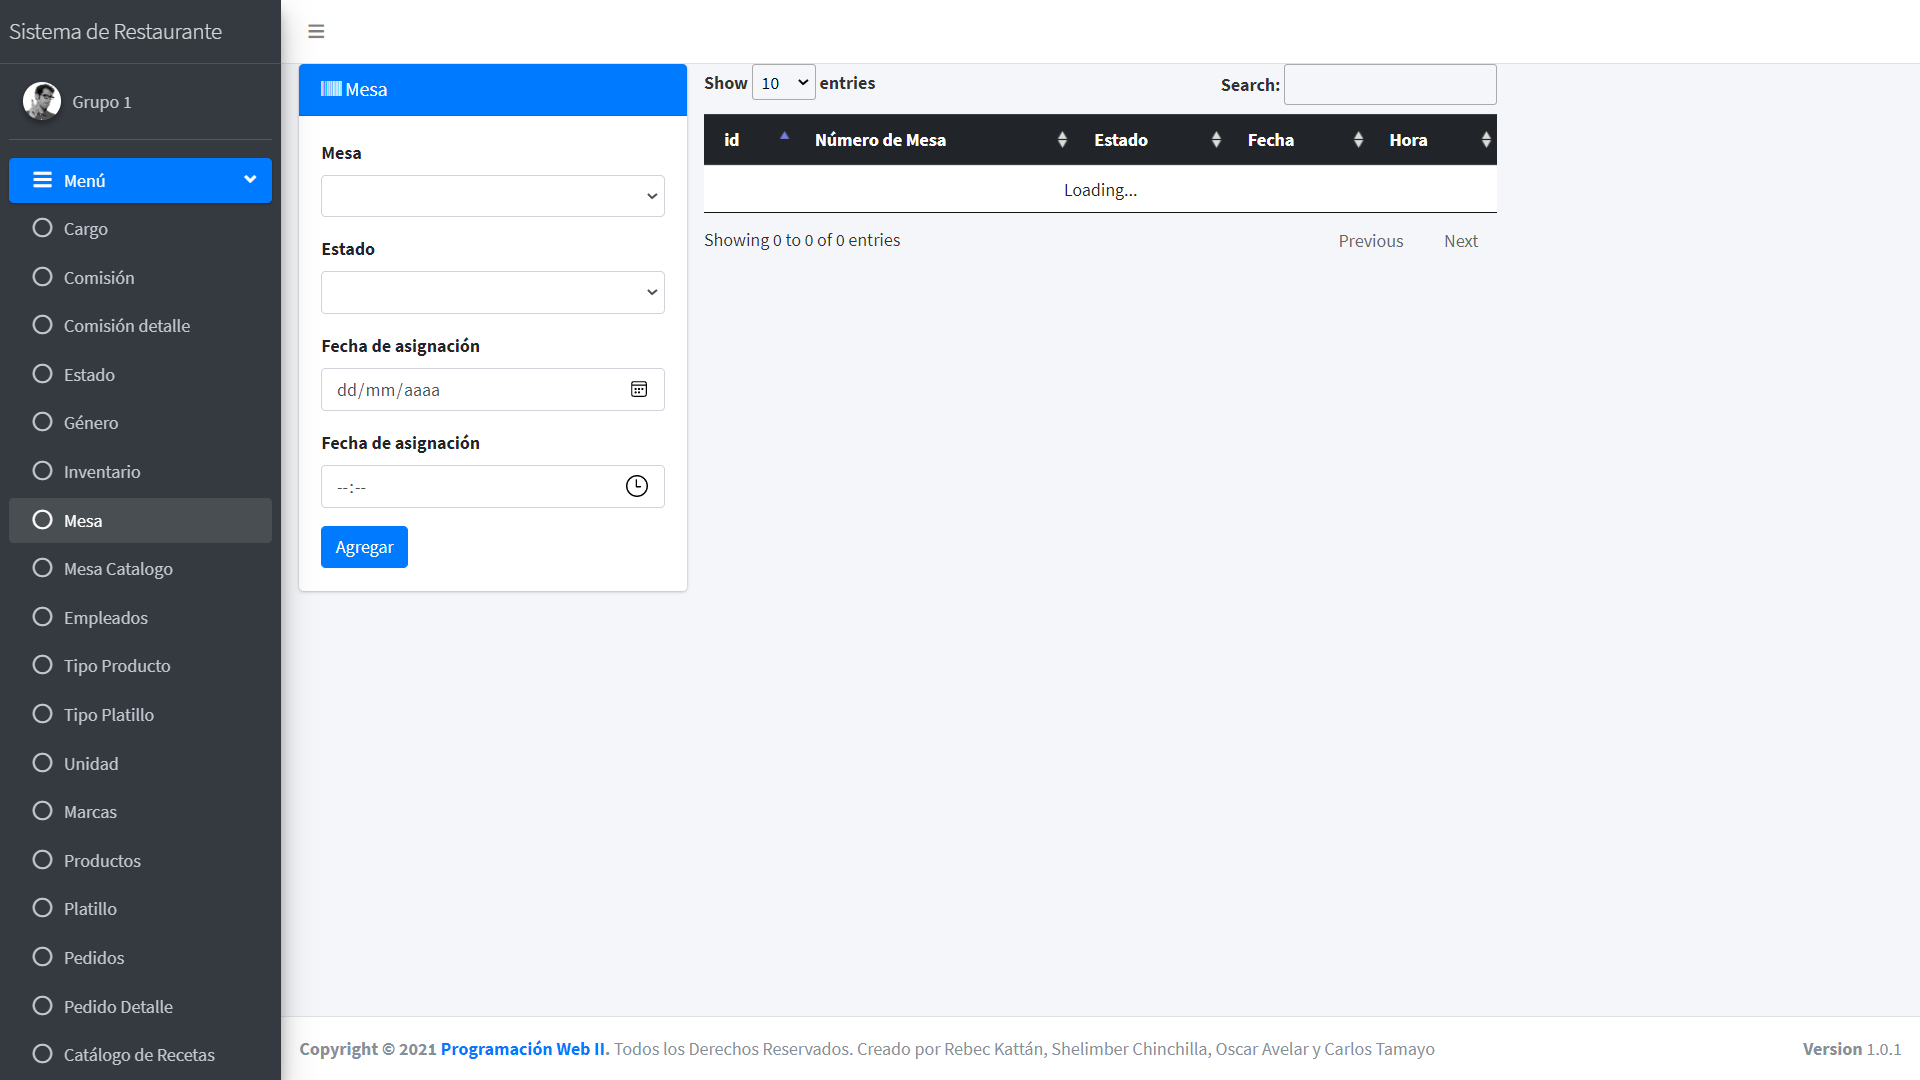 Sistema de Restaurante
Grupo 1
Menú
Cargo
Comisión
Comisión detalle
Estado
Género
Inventario
Mesa
Mesa Catalogo
Empleados
Tipo Producto
Tipo Platillo
Unidad
Marcas
Productos
Platillo
Pedidos
Pedido Detalle
Catálogo de Recetas
Mesa
Mesa
Estado
Fecha de asignación
dd/mm/aaaa
Fecha de asignación
--:--
Agregar
Show 10 entries
Search:
id Número de Mesa Estado Fecha Hora
Loading...
Showing 0 to 0 of 0 entries
Previous Next
Copyright © 2021 Programación Web II. Todos los Derechos Reservados. Creado por Rebec Kattán, Shelimber Chinchilla, Oscar Avelar y Carlos Tamayo
Version 1.0.1